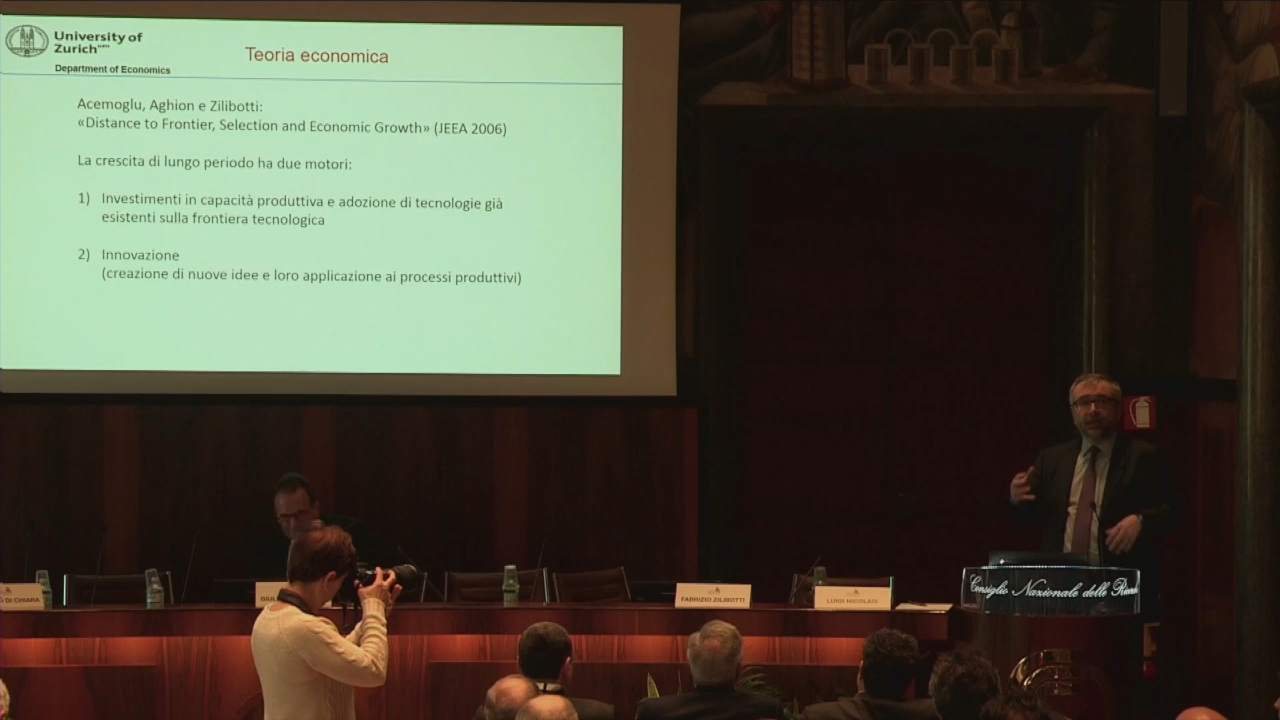 University of
Zurich
Department of Economics
Teoria economica
Acemoglu, Aghion e Zilibotti:
«Distance to Frontier, Selection and Economic Growth» (JEEA 2006)
La crescita di lungo periodo ha due motori:
1) Investimenti in capacità produttiva e adozione di tecnologie già
esistenti sulla frontiera tecnologica
2) Innovazione
(creazione di nuove idee e loro applicazione ai processi produttivi)
DI CHIARA
FABRIZIO ZILIBOTTI
LUIGI NICOLAIS
Consiglio Nazionale delle